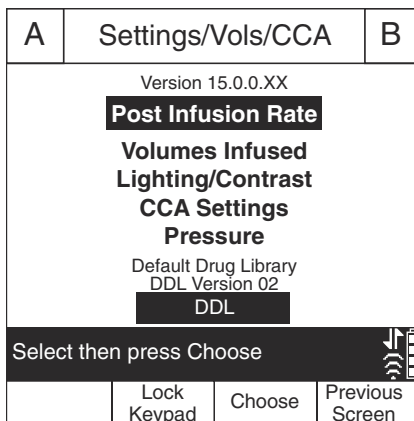 A Settings/Vols/CCA B
Version 15.0.0.XX
Post Infusion Rate
Volumes Infused
Lighting/Contrast
CCA Settings
Pressure
Default Drug Library
DDL Version 02
DDL
Select then press Choose
Lock Keypad
Choose
Previous Screen